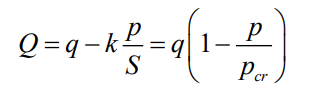 Q = q − k p/S = q(1 − p/p_cr)